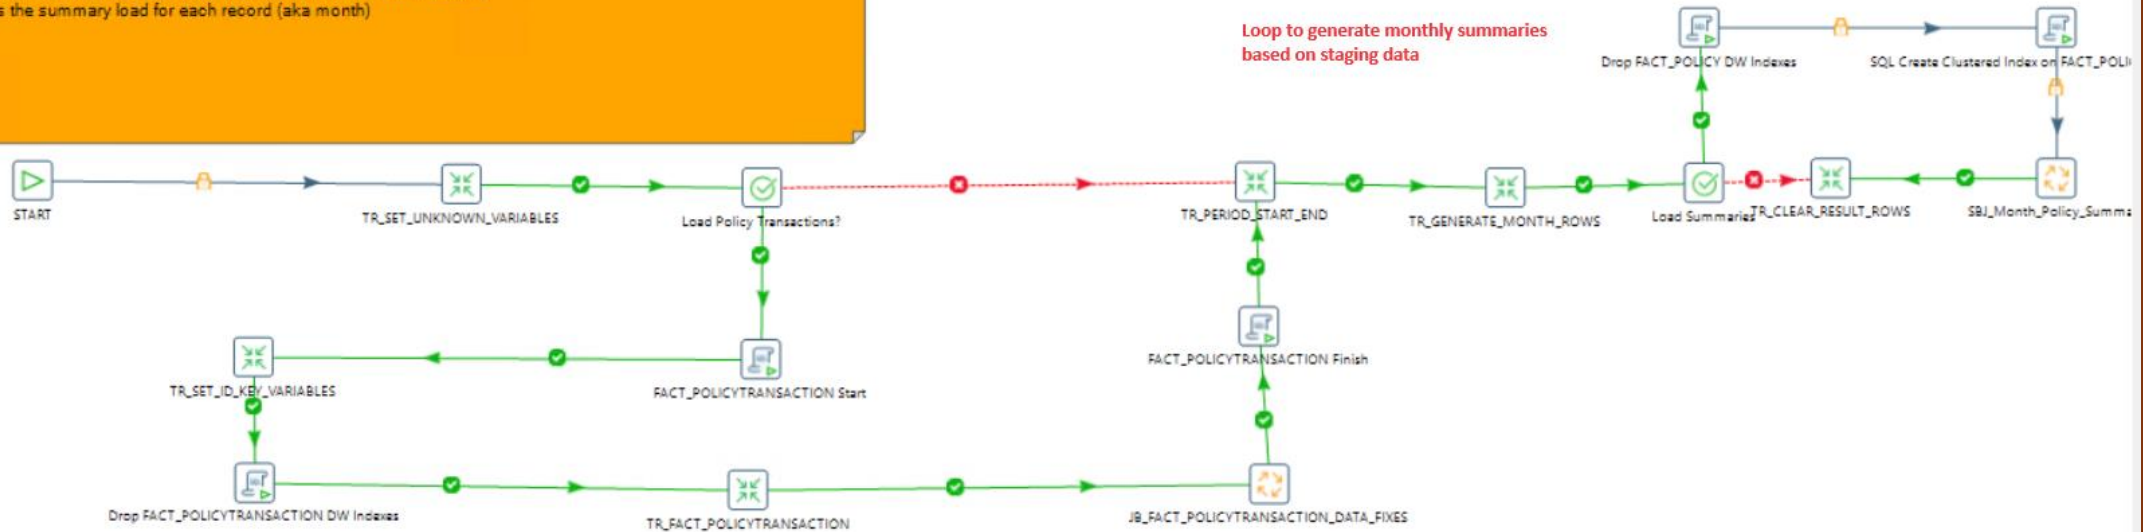 s the summary load for each record (aka month)
Loop to generate monthly summaries
based on staging data
Drop FACT_POLICY DW Indexes
SQL Create Clustered Index on FACT_POLI
START
TR_SET_UNKNOWN_VARIABLES
Load Policy Transactions?
TR_PERIOD_START_END
TR_GENERATE_MONTH_ROWS
Load Summaries
TR_CLEAR_RESULT_ROWS
SBJ_Month_Policy_Summa
TR_SET_ID_KEY_VARIABLES
FACT_POLICYTRANSACTION Start
FACT_POLICYTRANSACTION Finish
Drop FACT_POLICYTRANSACTION DW Indexes
TR_FACT_POLICYTRANSACTION
JB_FACT_POLICYTRANSACTION_DATA_FIXES